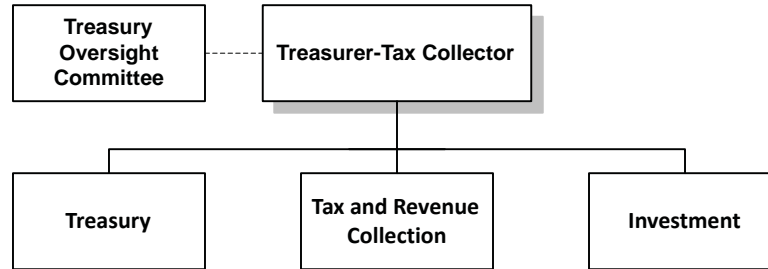 Treasury
Oversight
Committee
Treasurer-Tax Collector
Treasury
Tax and Revenue
Collection
Investment